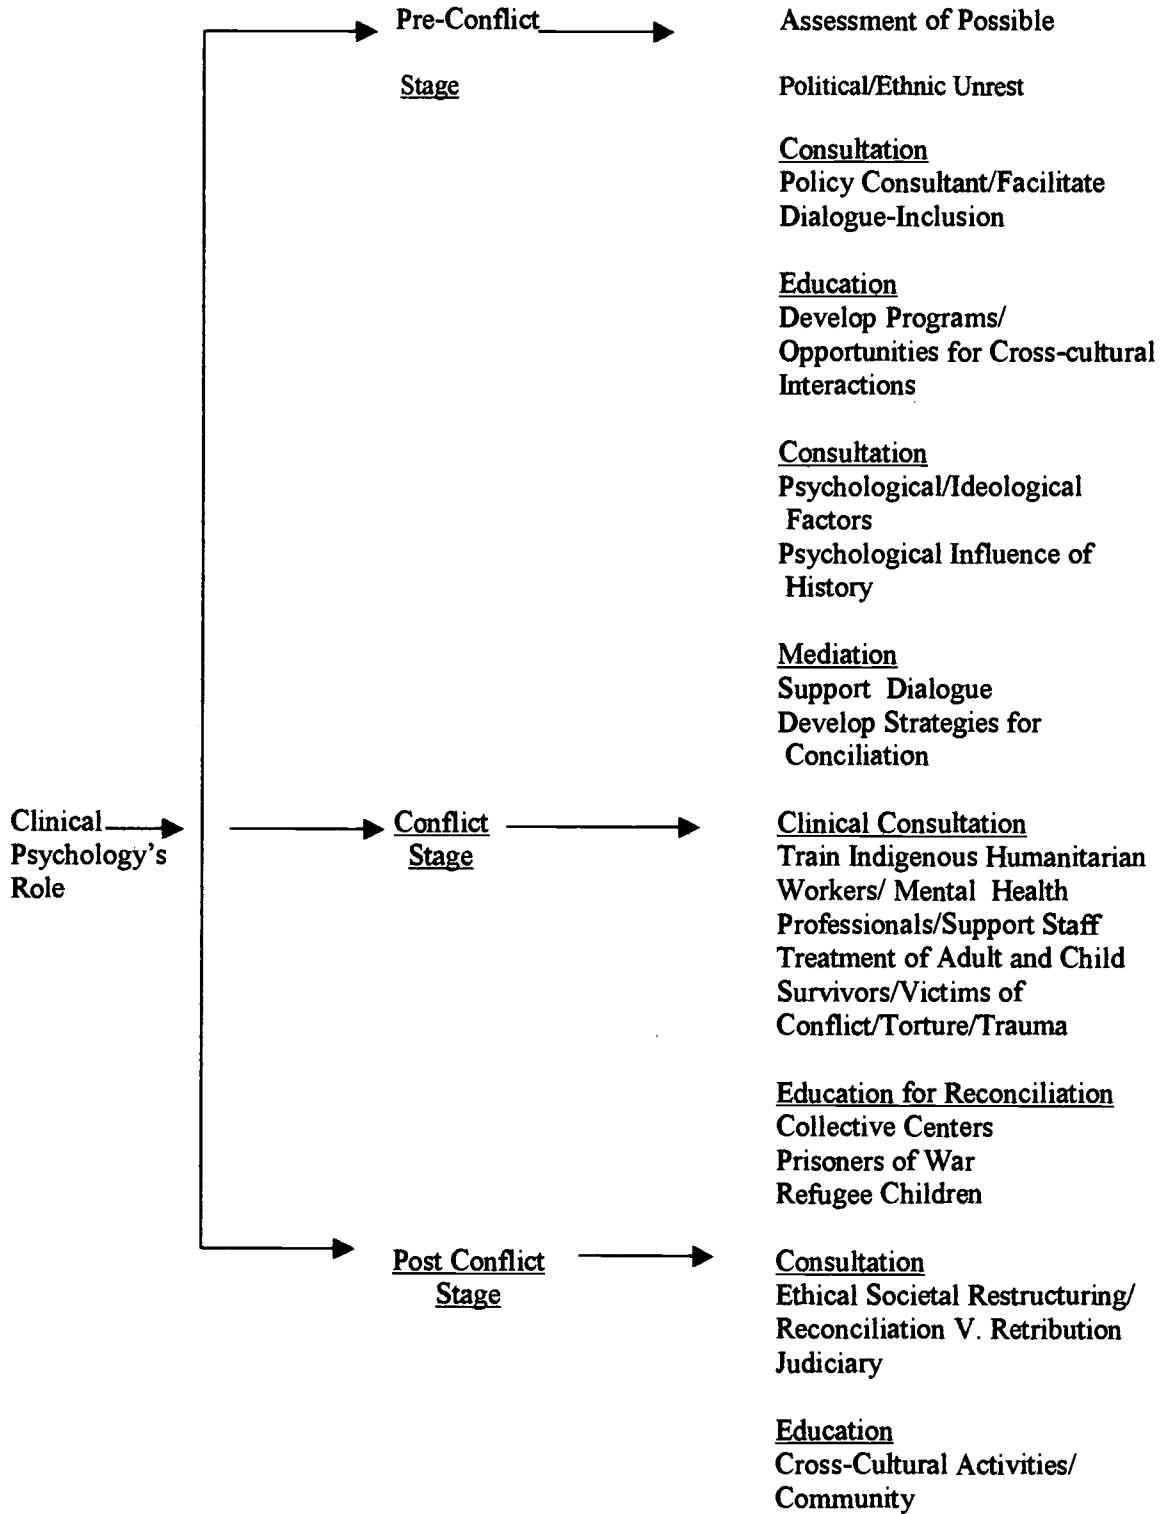 Clinical
Psychology's
Role
Pre-Conflict
Stage
Assessment of Possible
Political/Ethnic Unrest
Consultation
Policy Consultant/Facilitate
Dialogue-Inclusion
Education
Develop Programs/
Opportunities for Cross-cultural
Interactions
Consultation
Psychological/Ideological
Factors
Psychological Influence of
History
Mediation
Support Dialogue
Develop Strategies for
Conciliation
Conflict
Stage
Clinical Consultation
Train Indigenous Humanitarian
Workers/ Mental Health
Professionals/Support Staff
Treatment of Adult and Child
Survivors/Victims of
Conflict/Torture/Trauma
Education for Reconciliation
Collective Centers
Prisoners of War
Refugee Children
Post Conflict
Stage
Consultation
Ethical Societal Restructuring/
Reconciliation V. Retribution
Judiciary
Education
Cross-Cultural Activities/
Community